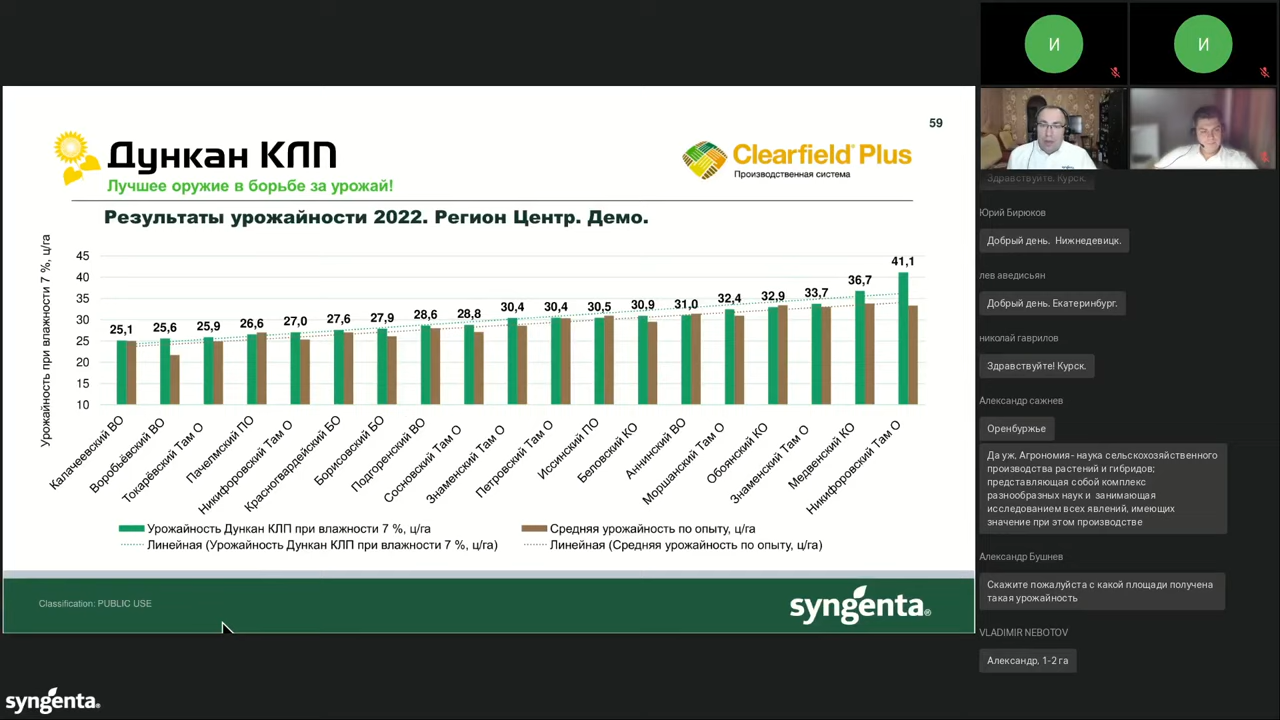 59
Дункан КЛП
Лучшее оружие в борьбе за урожай!
Clearfield® Plus
Производственная система
Результаты урожайности 2022. Регион Центр. Демо.
Урожайность при влажности 7 %, ц/га
45
40
35
30
25
20
15
10
25,1
25,6
25,9
26,6
27,0
27,6
27,9
28,6
28,8
30,4
30,4
30,5
30,9
31,0
32,4
32,9
33,7
36,7
41,1
Калачеевский ВО
Воробьёвский ВО
Токарёвский Там О
Пачелмский ПО
Никифоровский Там О
Красногвардейский БО
Борисовский БО
Подгоренский ВО
Сосновский Там О
Знаменский Там О
Петровский Там О
Иссинский ПО
Беловский КО
Аннинский ВО
Моршанский Там О
Обоянский КО
Знаменский Там О
Медвенский КО
Никифоровский Там О
Урожайность Дункан КЛП при влажности 7 %, ц/га
Средняя урожайность по опыту, ц/га
Линейная (Урожайность Дункан КЛП при влажности 7 %, ц/га)
Линейная (Средняя урожайность по опыту, ц/га)
Classification: PUBLIC USE
syngenta®
syngenta®
И
И
Здравствуйте. Курск.
Юрий Бирюков
Добрый день. Нижнедевицк.
лев аведисьян
Добрый день. Екатеринбург.
николай гаврилов
Здравствуйте! Курск.
Александр сажнев
Оренбуржье
Да уж, Агрономия- наука сельскохозяйственного
производства растений и гибридов;
представляющая собой комплекс
разнообразных наук и занимающая
исследованием всех явлений, имеющих
значение при этом производстве
Александр Бушнев
Скажите пожалуйста с какой площади получена
такая урожайность
VLADIMIR NEBOTOV
Александр, 1-2 га